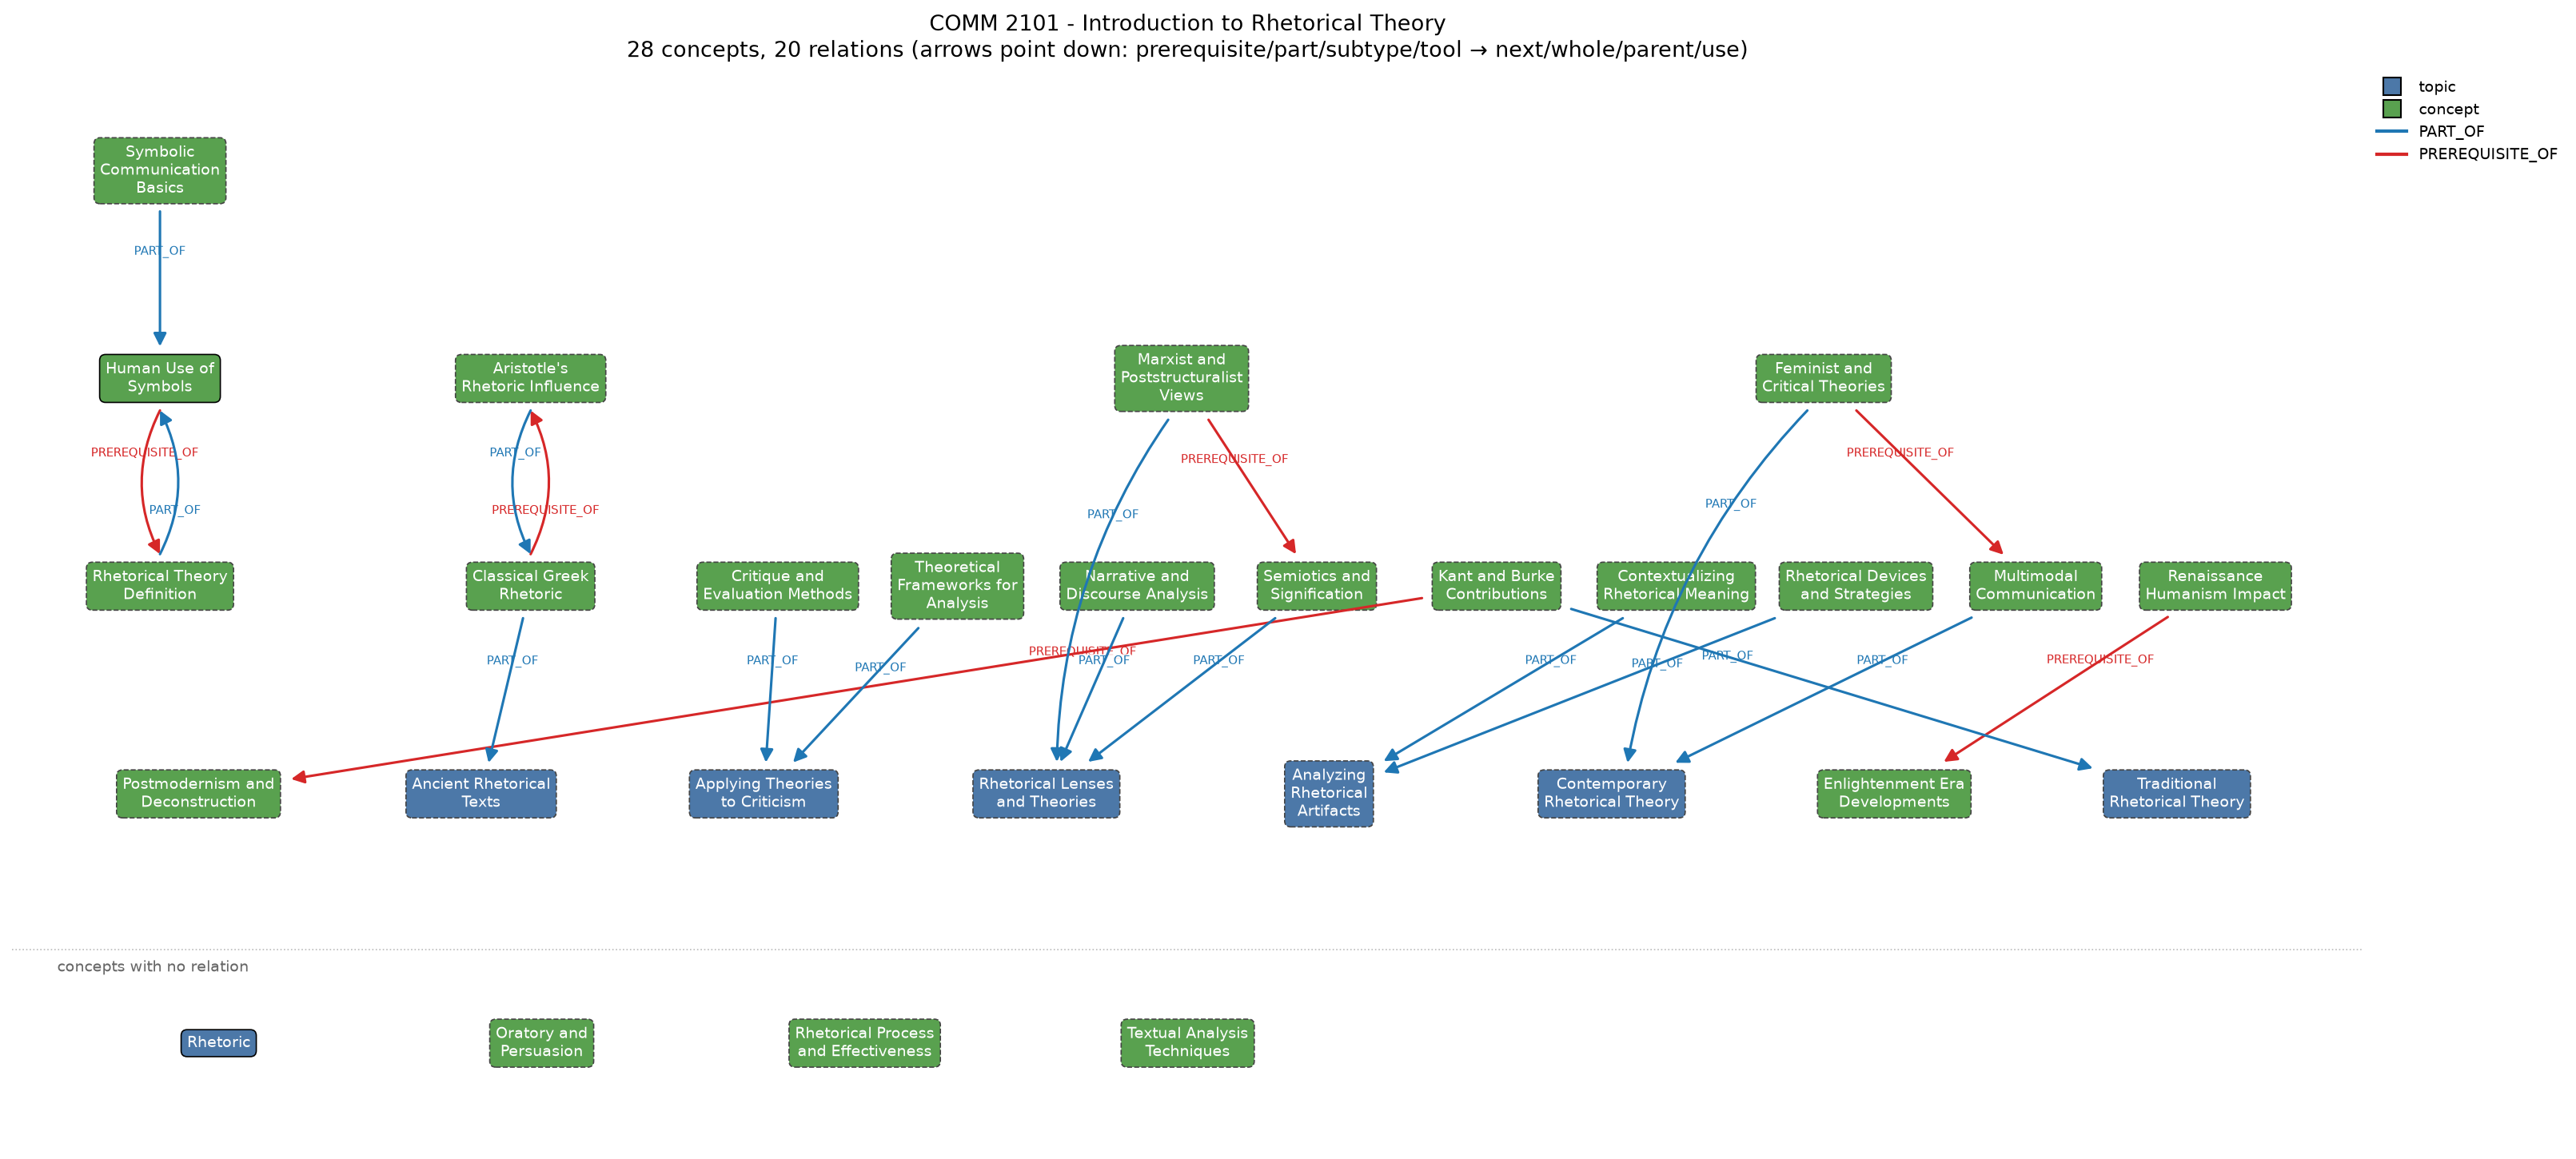 COMM 2101 - Introduction to Rhetorical Theory
28 concepts, 20 relations (arrows point down: prerequisite/part/subtype/tool → next/whole/parent/use)
topic
concept
PART_OF
PREREQUISITE_OF
Symbolic
Communication
Basics
PART_OF
Human Use of
Symbols
Aristotle's
Rhetoric Influence
Marxist and
Poststructuralist
Views
Feminist and
Critical Theories
PREREQUISITE_OF
PART_OF
PART_OF
PREREQUISITE_OF
PART_OF
PREREQUISITE_OF
PART_OF
PREREQUISITE_OF
Rhetorical Theory
Definition
Classical Greek
Rhetoric
Critique and
Evaluation Methods
Theoretical
Frameworks for
Analysis
Narrative and
Discourse Analysis
Semiotics and
Signification
Kant and Burke
Contributions
Contextualizing
Rhetorical Meaning
Rhetorical Devices
and Strategies
Multimodal
Communication
Renaissance
Humanism Impact
PART_OF
PART_OF
PART_OF
PREREQUISITE_OF
PART_OF
PART_OF
PART_OF
PART_OF
PART_OF
PART_OF
PREREQUISITE_OF
Postmodernism and
Deconstruction
Ancient Rhetorical
Texts
Applying Theories
to Criticism
Rhetorical Lenses
and Theories
Analyzing
Rhetorical
Artifacts
Contemporary
Rhetorical Theory
Enlightenment Era
Developments
Traditional
Rhetorical Theory
concepts with no relation
Rhetoric
Oratory and
Persuasion
Rhetorical Process
and Effectiveness
Textual Analysis
Techniques